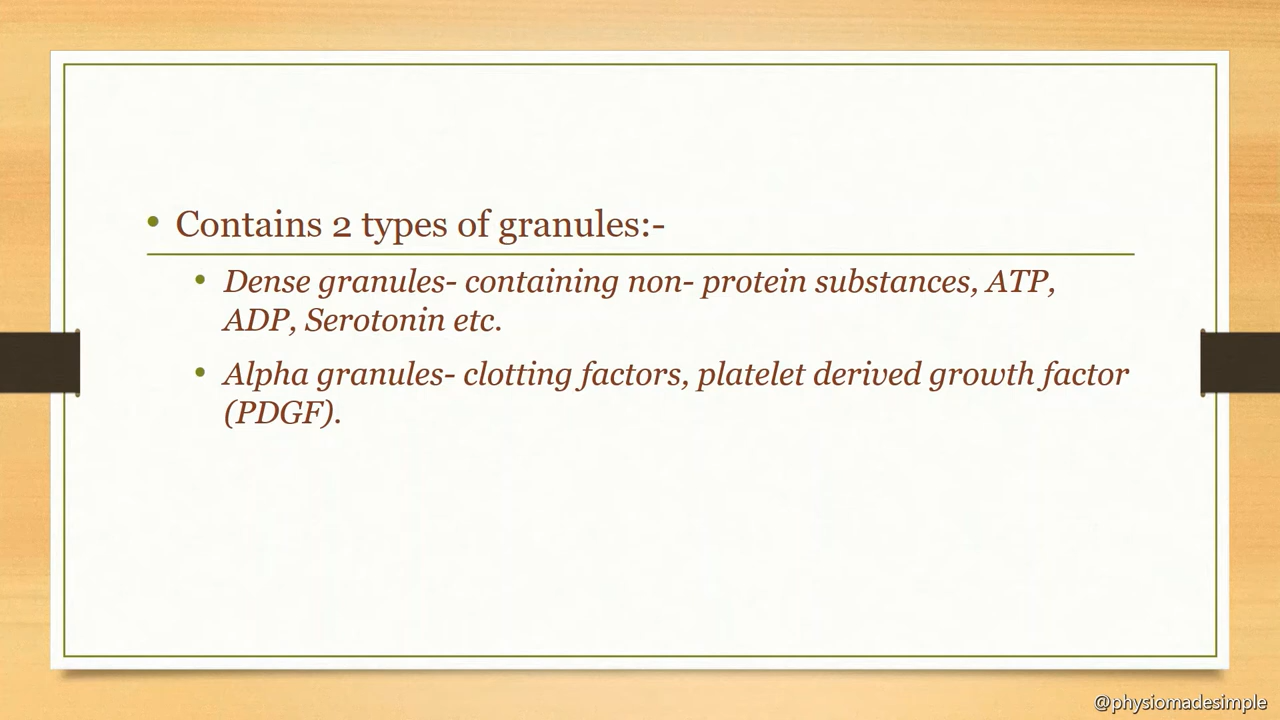 • Contains 2 types of granules:-
• Dense granules- containing non- protein substances, ATP,
ADP, Serotonin etc.
• Alpha granules- clotting factors, platelet derived growth factor
(PDGF).
@physiomadesimple